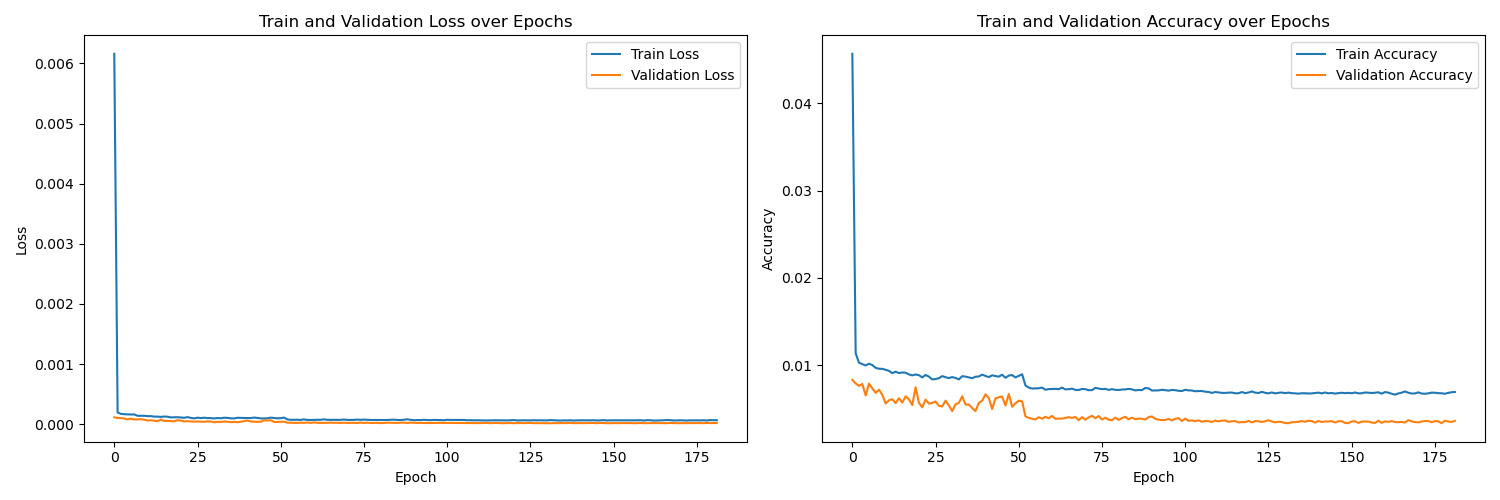 Train and Validation Loss over Epochs
Train Loss
Validation Loss
0.006
0.005
0.004
0.003
0.002
0.001
0.000
Loss
0 25 50 75 100 125 150 175
Epoch
Train and Validation Accuracy over Epochs
Train Accuracy
Validation Accuracy
0.04
0.03
0.02
0.01
Accuracy
0 25 50 75 100 125 150 175
Epoch